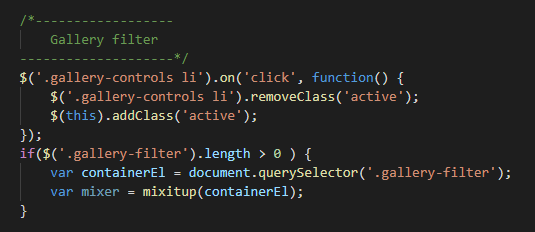 /*------------------
    Gallery filter
--------------------*/
$('.gallery-controls li').on('click', function() {
    $('.gallery-controls li').removeClass('active');
    $(this).addClass('active');
});
if($('.gallery-filter').length > 0 ) {
    var containerEl = document.querySelector('.gallery-filter');
    var mixer = mixitup(containerEl);
}